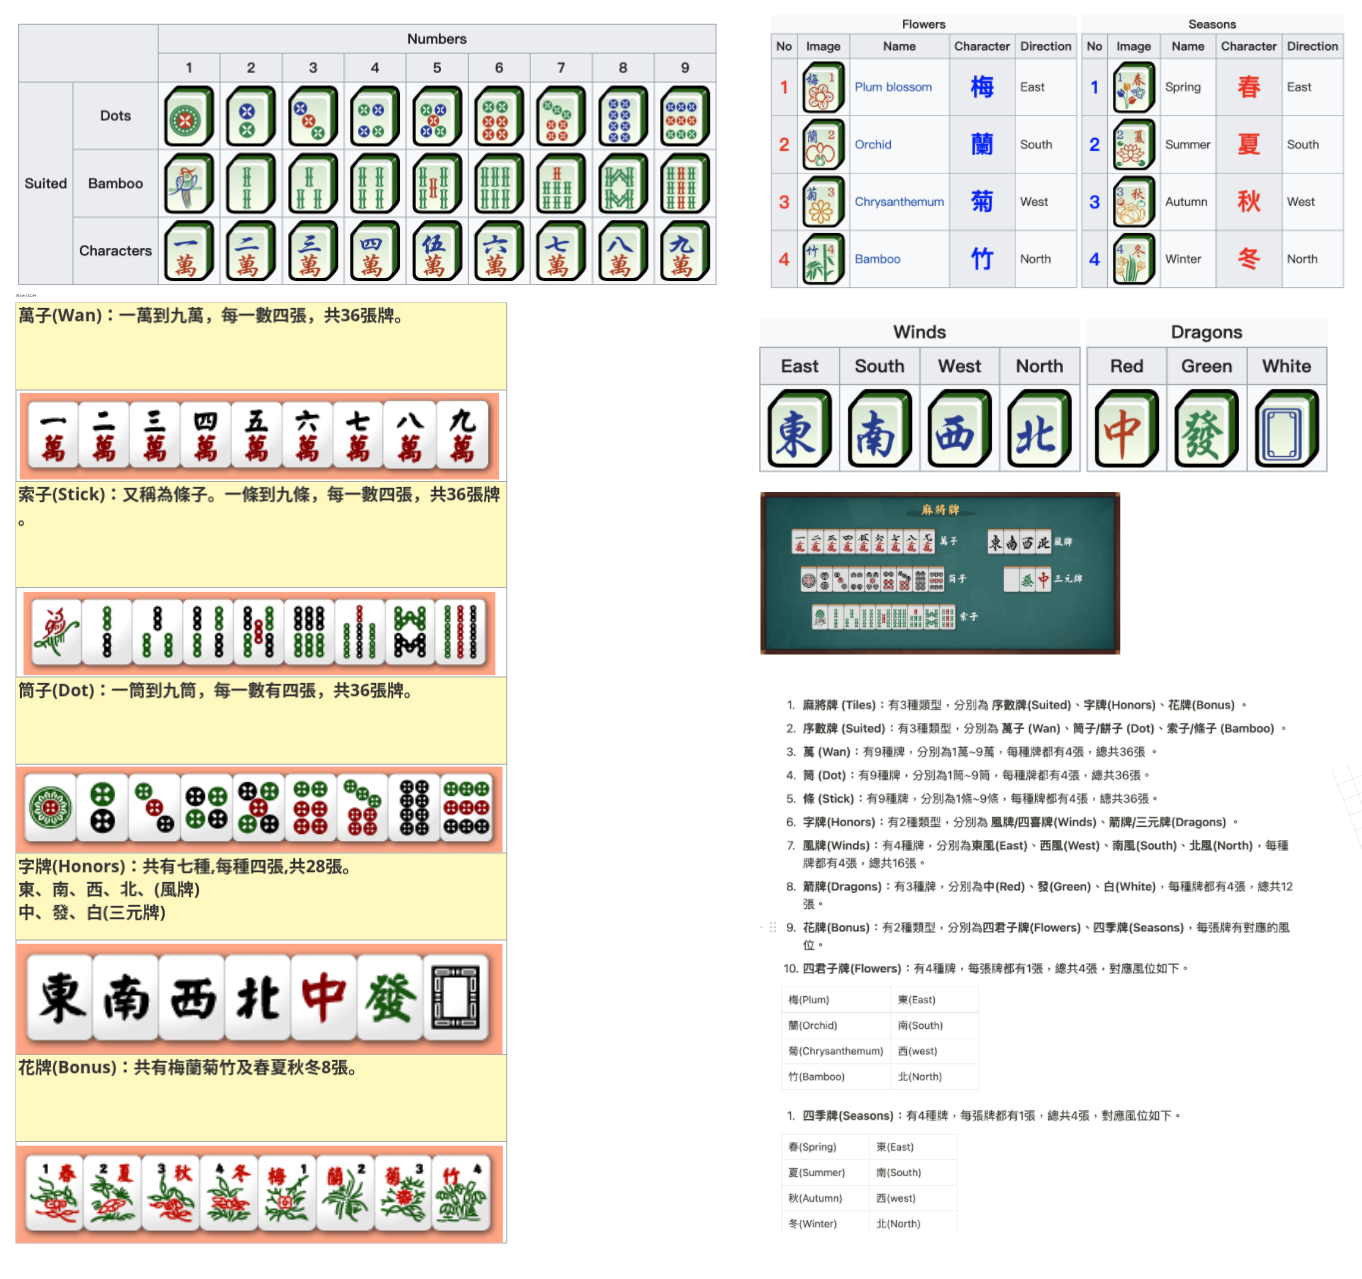 Numbers
1 2 3 4 5 6 7 8 9
Suited
Dots
Bamboo
Characters
一萬 二萬 三萬 四萬 伍萬 六萬 七萬 八萬 九萬
Flowers
No Image Name Character Direction
1 梅 1 Plum blossom 梅 East
2 蘭 2 Orchid 蘭 South
3 菊 3 Chrysanthemum 菊 West
4 竹 4 Bamboo 竹 North
Seasons
No Image Name Character Direction
1 1 春 Spring 春 East
2 2 夏 Summer 夏 South
3 3 秋 Autumn 秋 West
4 4 冬 Winter 冬 North
萬子(Wan)：一萬到九萬，每一數四張，共36張牌。
一萬 二萬 三萬 四萬 五萬 六萬 七萬 八萬 九萬
索子(Stick)：又稱為條子。一條到九條，每一數四張，共36張牌
。
筒子(Dot)：一筒到九筒，每一數有四張，共36張牌。
字牌(Honors)：共有七種,每種四張,共28張。
東、南、西、北、(風牌)
中、發、白(三元牌)
東 南 西 北 中 發
花牌(Bonus)：共有梅蘭菊竹及春夏秋冬8張。
1 春 2 夏 3 秋 4 冬 梅 1 蘭 2 菊 3 竹 4
Winds
East South West North
東 南 西 北
Dragons
Red Green White
中 發
麻將牌
一萬 二萬 三萬 四萬 伍萬 六萬 七萬 八萬 九萬 萬子
東 南 西 北 風牌
筒子
發 中 三元牌
索子
1. 麻將牌 (Tiles)：有3種類型，分別為 序數牌(Suited)、字牌(Honors)、花牌(Bonus) 。
2. 序數牌 (Suited)：有3種類型，分別為 萬子 (Wan)、筒子/餅子 (Dot)、索子/條子 (Bamboo) 。
3. 萬 (Wan)：有9種牌，分別為1萬~9萬，每種牌都有4張，總共36張 。
4. 筒 (Dot)：有9種牌，分別為1筒~9筒，每種牌都有4張，總共36張。
5. 條 (Stick)：有9種牌，分別為1條~9條，每種牌都有4張，總共36張。
6. 字牌(Honors)：有2種類型，分別為 風牌/四喜牌(Winds)、箭牌/三元牌(Dragons) 。
7. 風牌(Winds)：有4種牌，分別為東風(East)、西風(West)、南風(South)、北風(North)，每種
牌都有4張，總共16張。
8. 箭牌(Dragons)：有3種牌，分別為中(Red)、發(Green)、白(White)，每種牌都有4張，總共12
張。
9. 花牌(Bonus)：有2種類型，分別為四君子牌(Flowers)、四季牌(Seasons)，每張牌有對應的風
位。
10. 四君子牌(Flowers)：有4種牌，每張牌都有1張，總共4張，對應風位如下。
梅(Plum) 東(East)
蘭(Orchid) 南(South)
菊(Chrysanthemum) 西(west)
竹(Bamboo) 北(North)
1. 四季牌(Seasons)：有4種牌，每張牌都有1張，總共4張，對應風位如下。
春(Spring) 東(East)
夏(Summer) 南(South)
秋(Autumn) 西(west)
冬(Winter) 北(North)